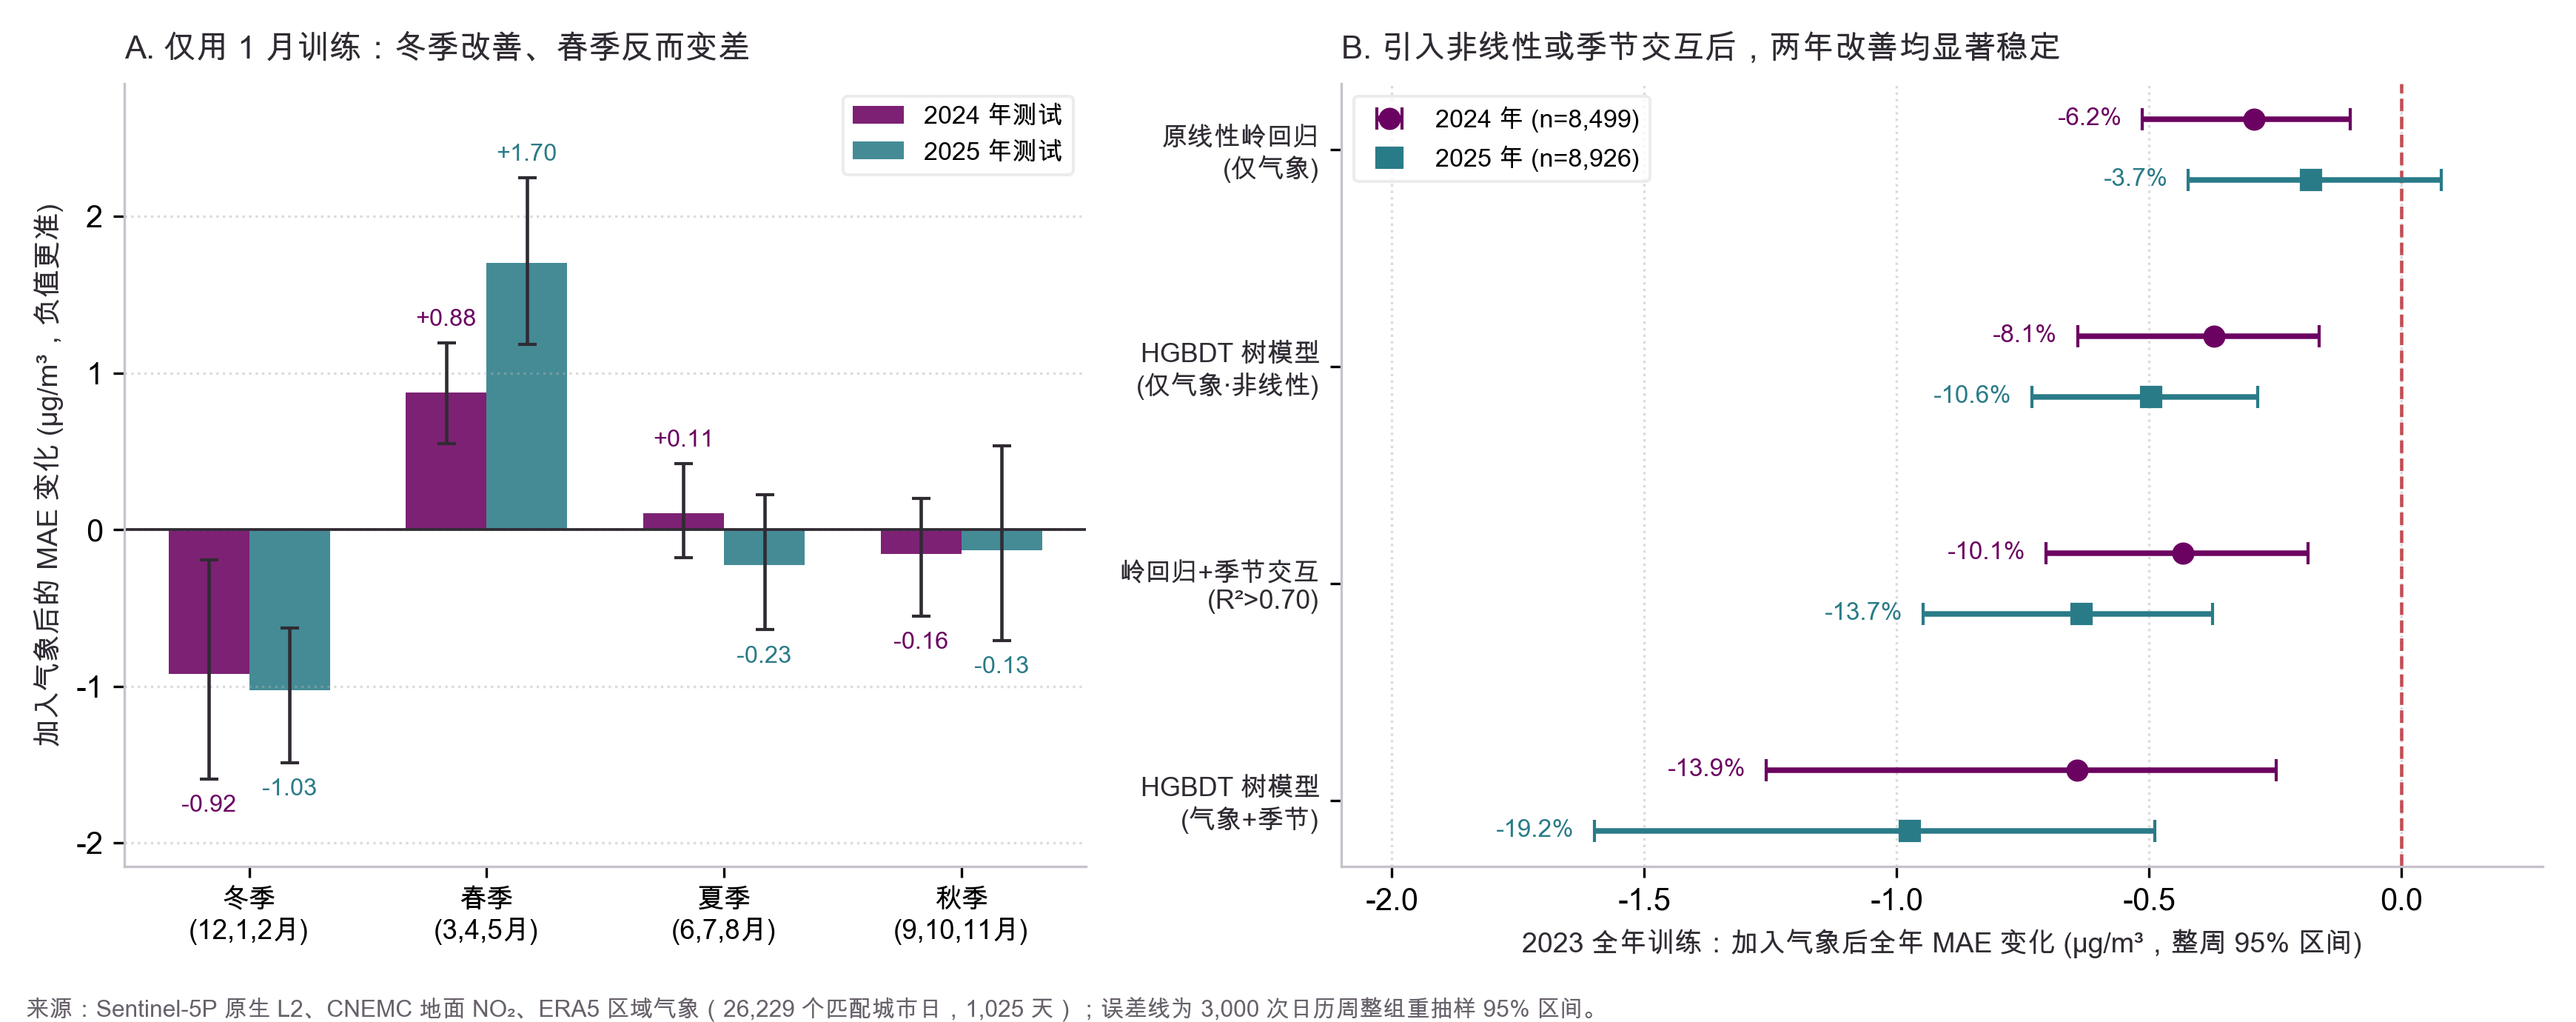 A. 仅用 1 月训练：冬季改善、春季反而变差
2024 年测试
2025 年测试
加入气象后的 MAE 变化 (µg/m³，负值更准)
2
1
0
-1
-2
-0.92
-1.03
+0.88
+1.70
+0.11
-0.23
-0.16
-0.13
冬季
(12,1,2月)
春季
(3,4,5月)
夏季
(6,7,8月)
秋季
(9,10,11月)
B. 引入非线性或季节交互后，两年改善均显著稳定
2024 年 (n=8,499)
2025 年 (n=8,926)
原线性岭回归
(仅气象)
-6.2%
-3.7%
HGBDT 树模型
(仅气象·非线性)
-8.1%
-10.6%
岭回归+季节交互
(R²>0.70)
-10.1%
-13.7%
HGBDT 树模型
(气象+季节)
-13.9%
-19.2%
-2.0
-1.5
-1.0
-0.5
0.0
2023 全年训练：加入气象后全年 MAE 变化 (µg/m³，整周 95% 区间)
来源：Sentinel-5P 原生 L2、CNEMC 地面 NO₂、ERA5 区域气象（26,229 个匹配城市日，1,025 天）；误差线为 3,000 次日历周整组重抽样 95% 区间。